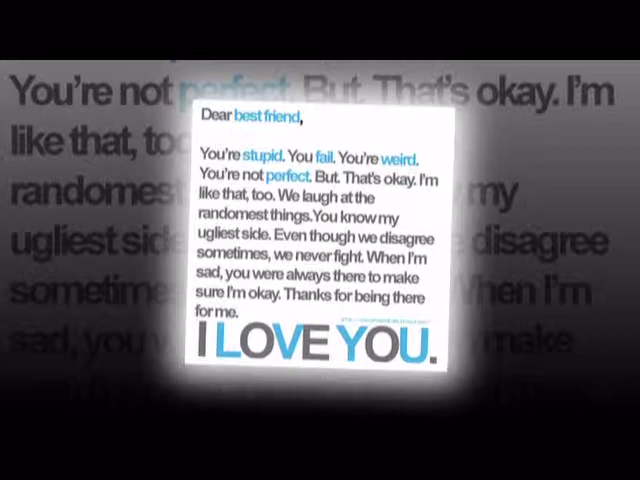 Dear best friend,
You're stupid. You fail. You're weird.
You're not perfect. But. That's okay. I'm
like that, too. We laugh at the
randomest things.You know my
ugliest side. Even though we disagree
sometimes, we never fight. When I'm
sad, you were always there to make
sure I'm okay. Thanks for being there
for me.
I LOVE YOU.